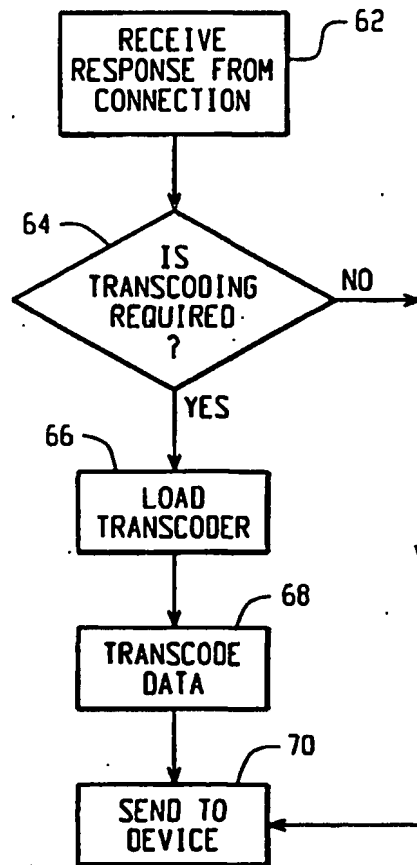 RECEIVE
RESPONSE FROM
CONNECTION
62
64
IS
TRANSCODING
REQUIRED
?
NO
YES
66
LOAD
TRANSCODER
68
TRANSCODE
DATA
70
SEND TO
DEVICE